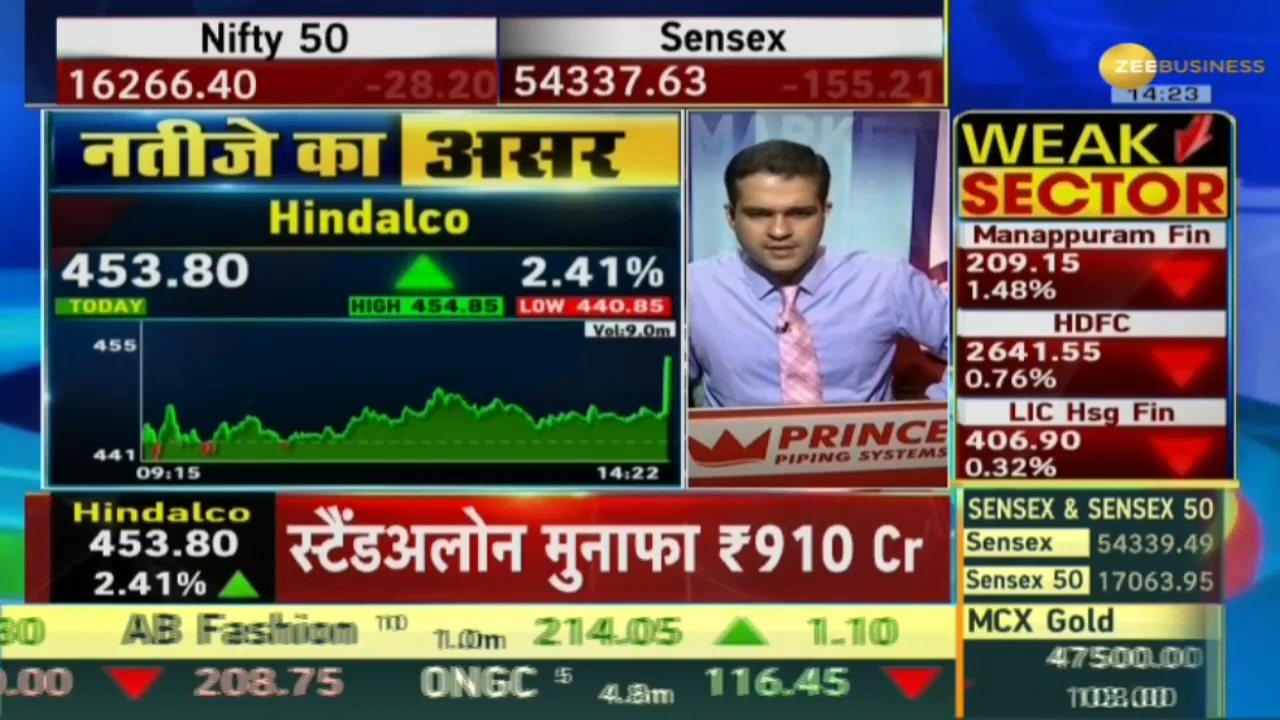 Nifty 50
16266.40 -28.20
Sensex
54337.63 -155.21
ZEEBUSINESS
14:23
नतीजे का असर
Hindalco
453.80 2.41%
TODAY HIGH 454.85 LOW 440.85
Vol:9.0m
455
441
09:15 14:22
MARKET
PRINCE
PIPING SYSTEMS
WEAK
SECTOR
Manappuram Fin
209.15
1.48%
HDFC
2641.55
0.76%
LIC Hsg Fin
406.90
0.32%
Hindalco
453.80
2.41%
स्टैंडअलोन मुनाफा ₹910 Cr
SENSEX & SENSEX 50
Sensex 54339.49
Sensex 50 17063.95
MCX Gold
47500.00
AB Fashion 1.0m 214.05 1.10
208.75 ONGC 4.8m 116.45